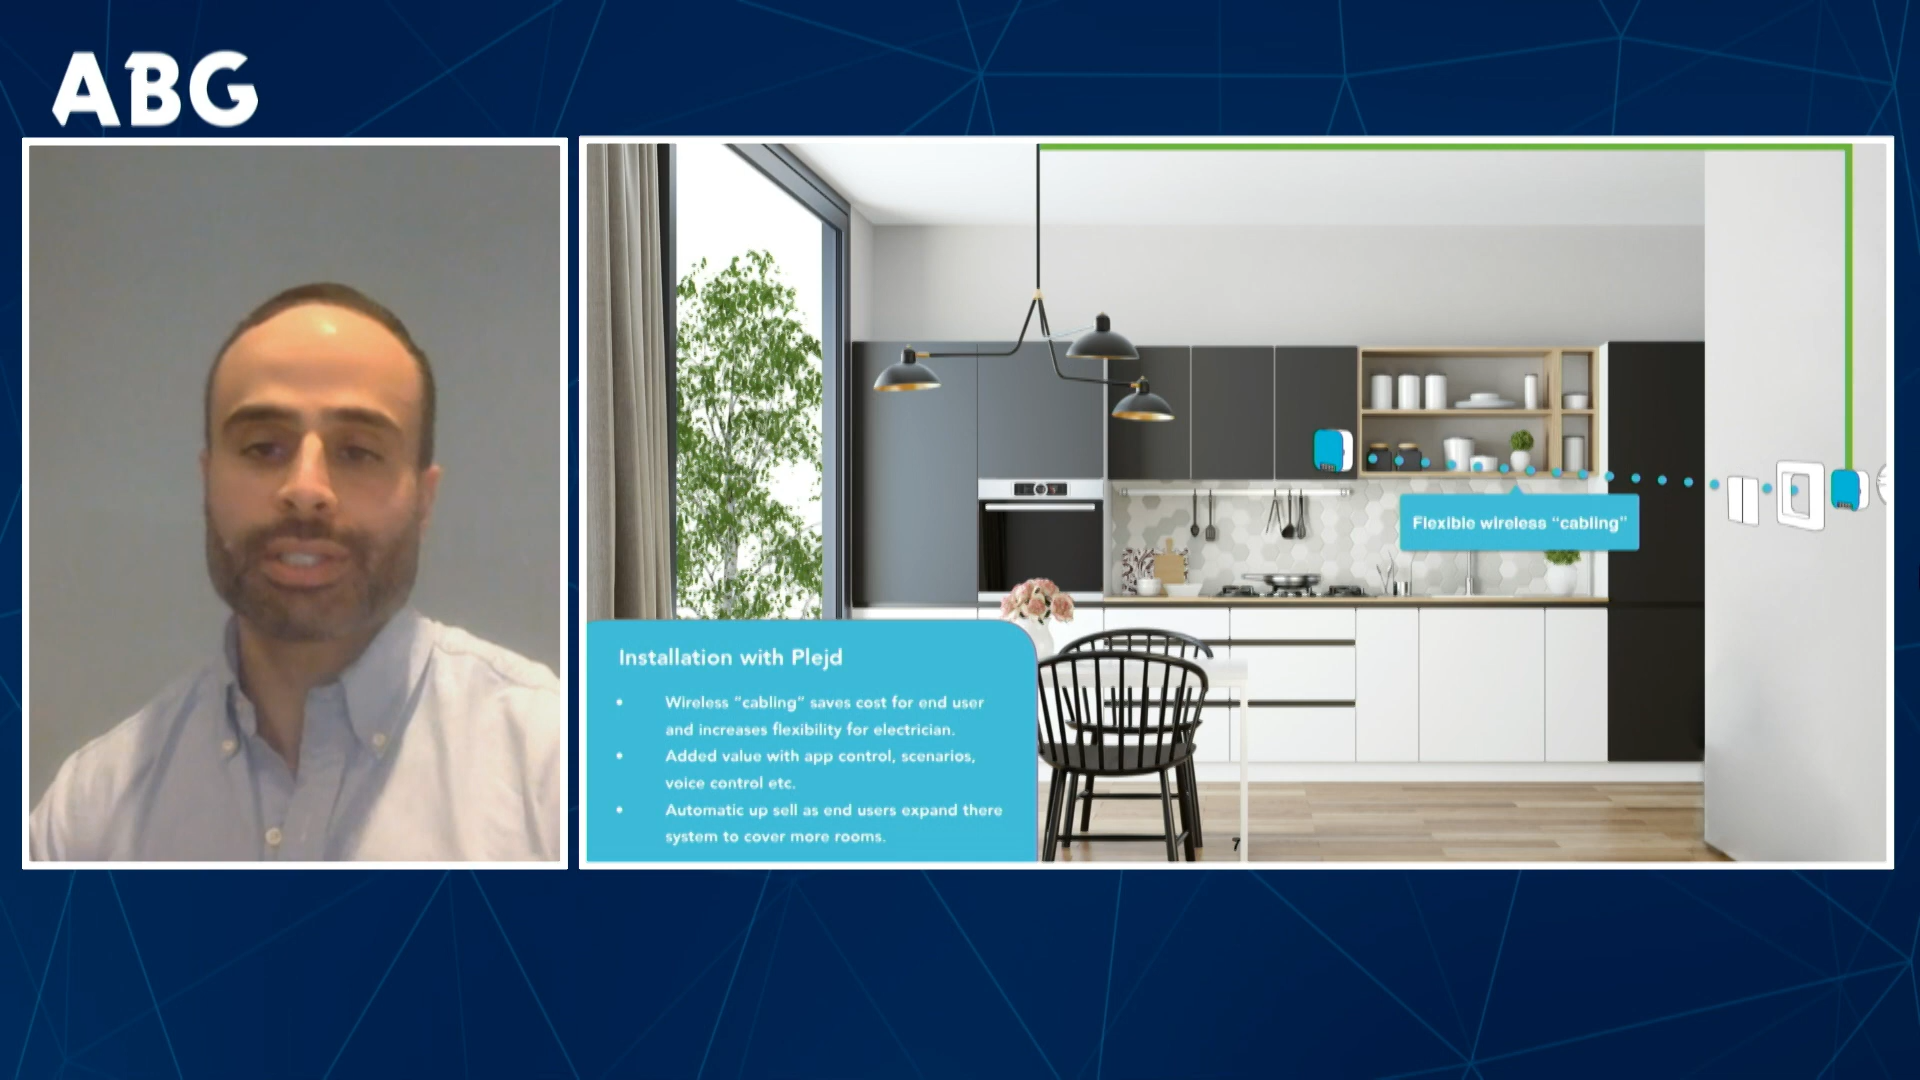 ABG
Flexible wireless “cabling”
Installation with Plejd
• Wireless “cabling” saves cost for end user
and increases flexibility for electrician.
• Added value with app control, scenarios,
voice control etc.
• Automatic up sell as end users expand there
system to cover more rooms.
7